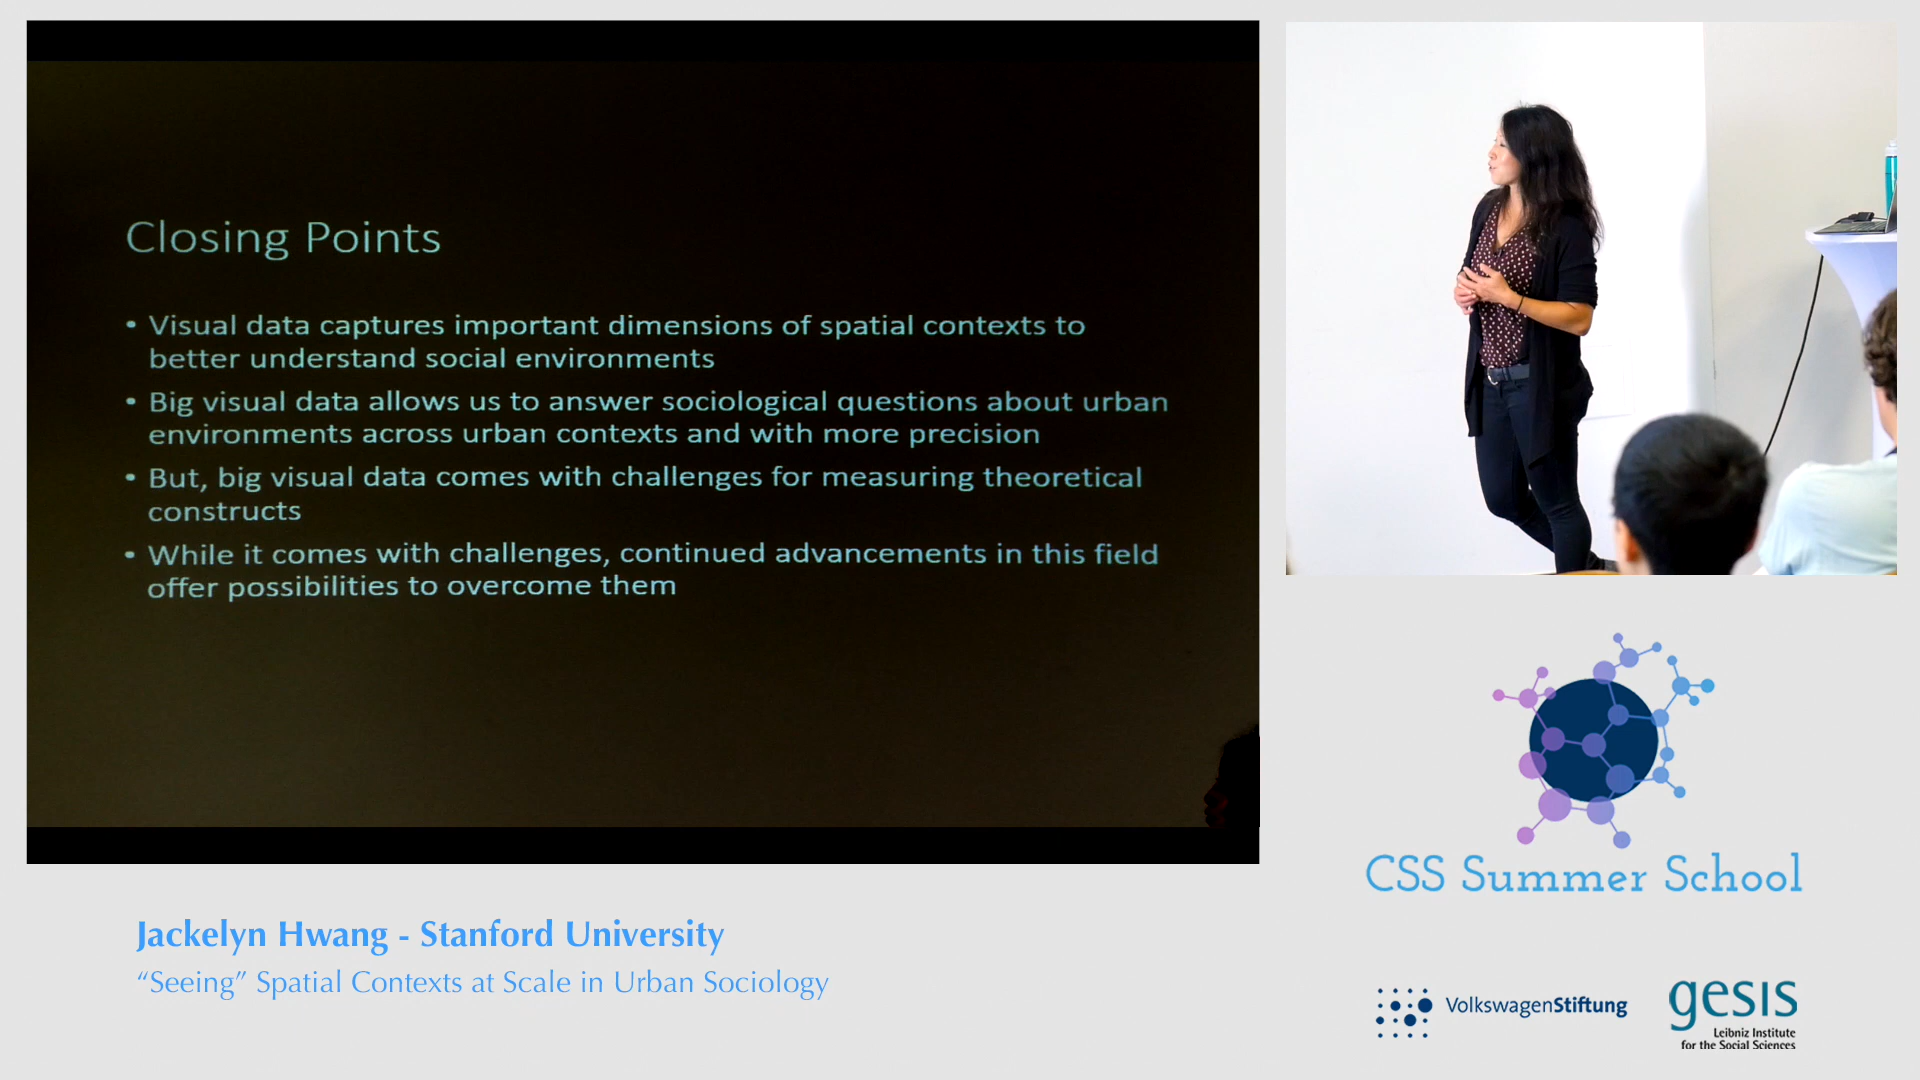 Closing Points
• Visual data captures important dimensions of spatial contexts to
better understand social environments
• Big visual data allows us to answer sociological questions about urban
environments across urban contexts and with more precision
• But, big visual data comes with challenges for measuring theoretical
constructs
• While it comes with challenges, continued advancements in this field
offer possibilities to overcome them
Jackelyn Hwang - Stanford University
“Seeing” Spatial Contexts at Scale in Urban Sociology
CSS Summer School
VolkswagenStiftung
gesis
Leibniz Institute
for the Social Sciences